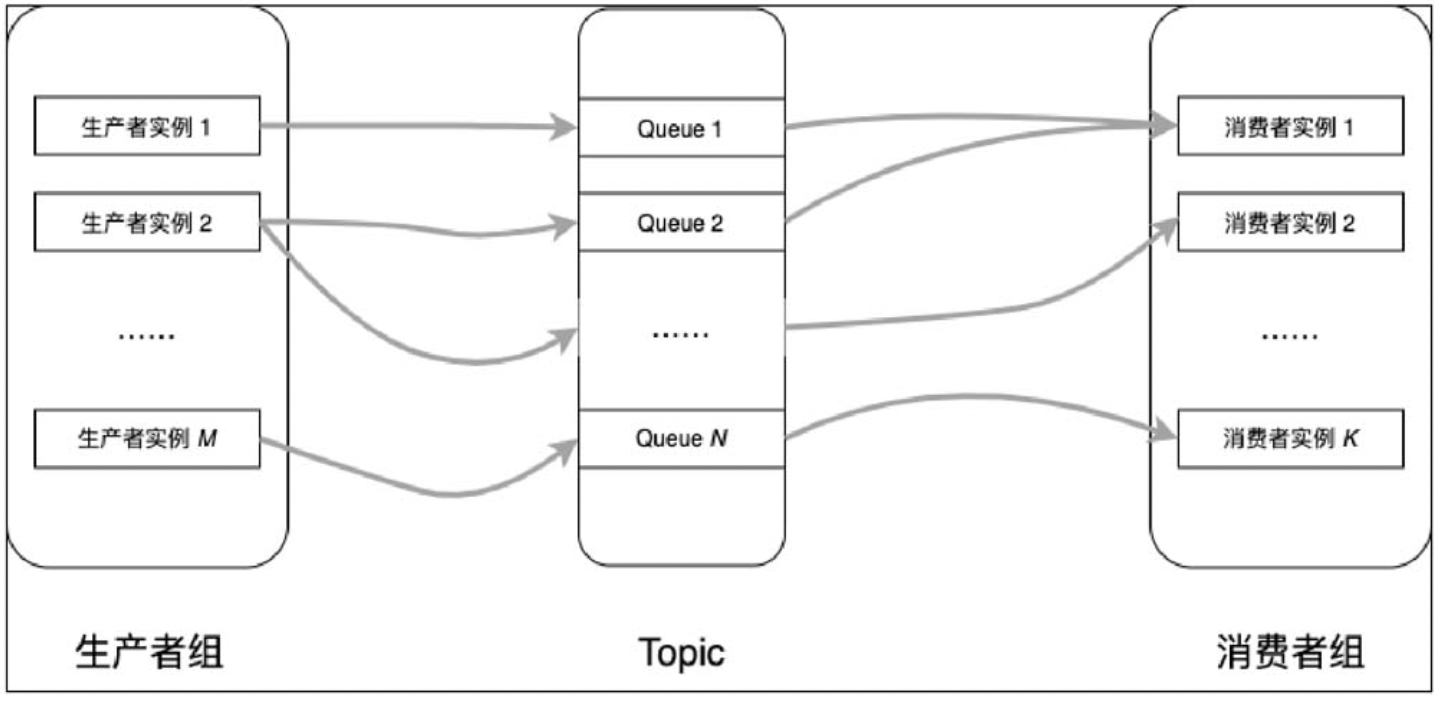 生产者实例 1
Queue 1
消费者实例 1
生产者实例 2
Queue 2
消费者实例 2
……
……
……
生产者实例 M
Queue N
消费者实例 K
生产者组
Topic
消费者组